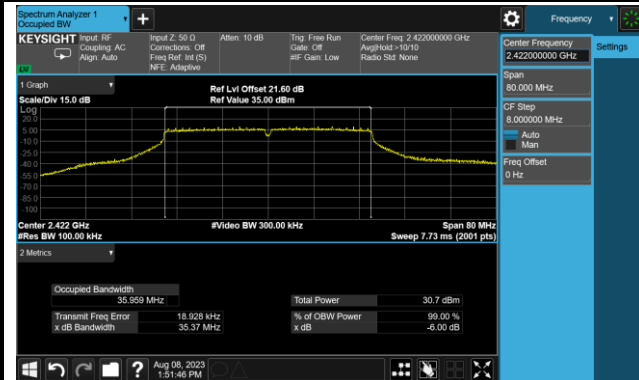 Spectrum Analyzer 1
Occupied BW
Frequency
KEYSIGHT
Input: RF
Coupling: AC
Align: Auto
Input Z: 50 Ω
Corrections: Off
Freq Ref: Int (S)
NFE: Adaptive
Atten: 10 dB
Trig: Free Run
Gate: Off
#IF Gain: Low
Center Freq: 2.422000000 GHz
Avg|Hold:>10/10
Radio Std: None
Center Frequency
2.422000000 GHz
Settings
Span
80.000 MHz
CF Step
8.000000 MHz
Auto
Man
Freq Offset
0 Hz
1 Graph
Scale/Div 15.0 dB
Ref Lvl Offset 21.60 dB
Ref Value 35.00 dBm
Log
20.0
5.00
-10.0
-25.0
-40.0
-55.0
-70.0
-85.0
-100
Center 2.422 GHz
#Video BW 300.00 kHz
Span 80 MHz
#Res BW 100.00 kHz
Sweep 7.73 ms (2001 pts)
2 Metrics
Occupied Bandwidth
35.959 MHz
Total Power
30.7 dBm
Transmit Freq Error
18.928 kHz
% of OBW Power
99.00 %
x dB Bandwidth
35.37 MHz
x dB
-6.00 dB
Aug 08, 2023
1:51:46 PM